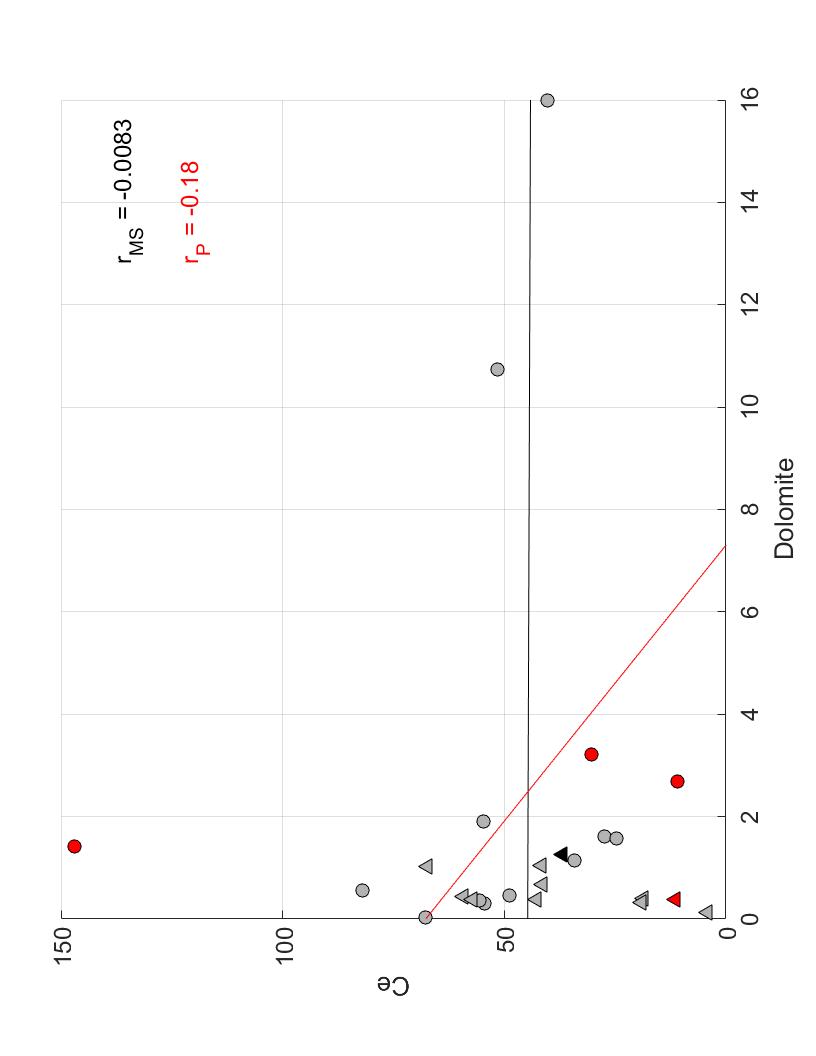 150
r_MS = -0.0083
r_P = -0.18
100
Ce
50
0
0 2 4 6 8 10 12 14 16
Dolomite